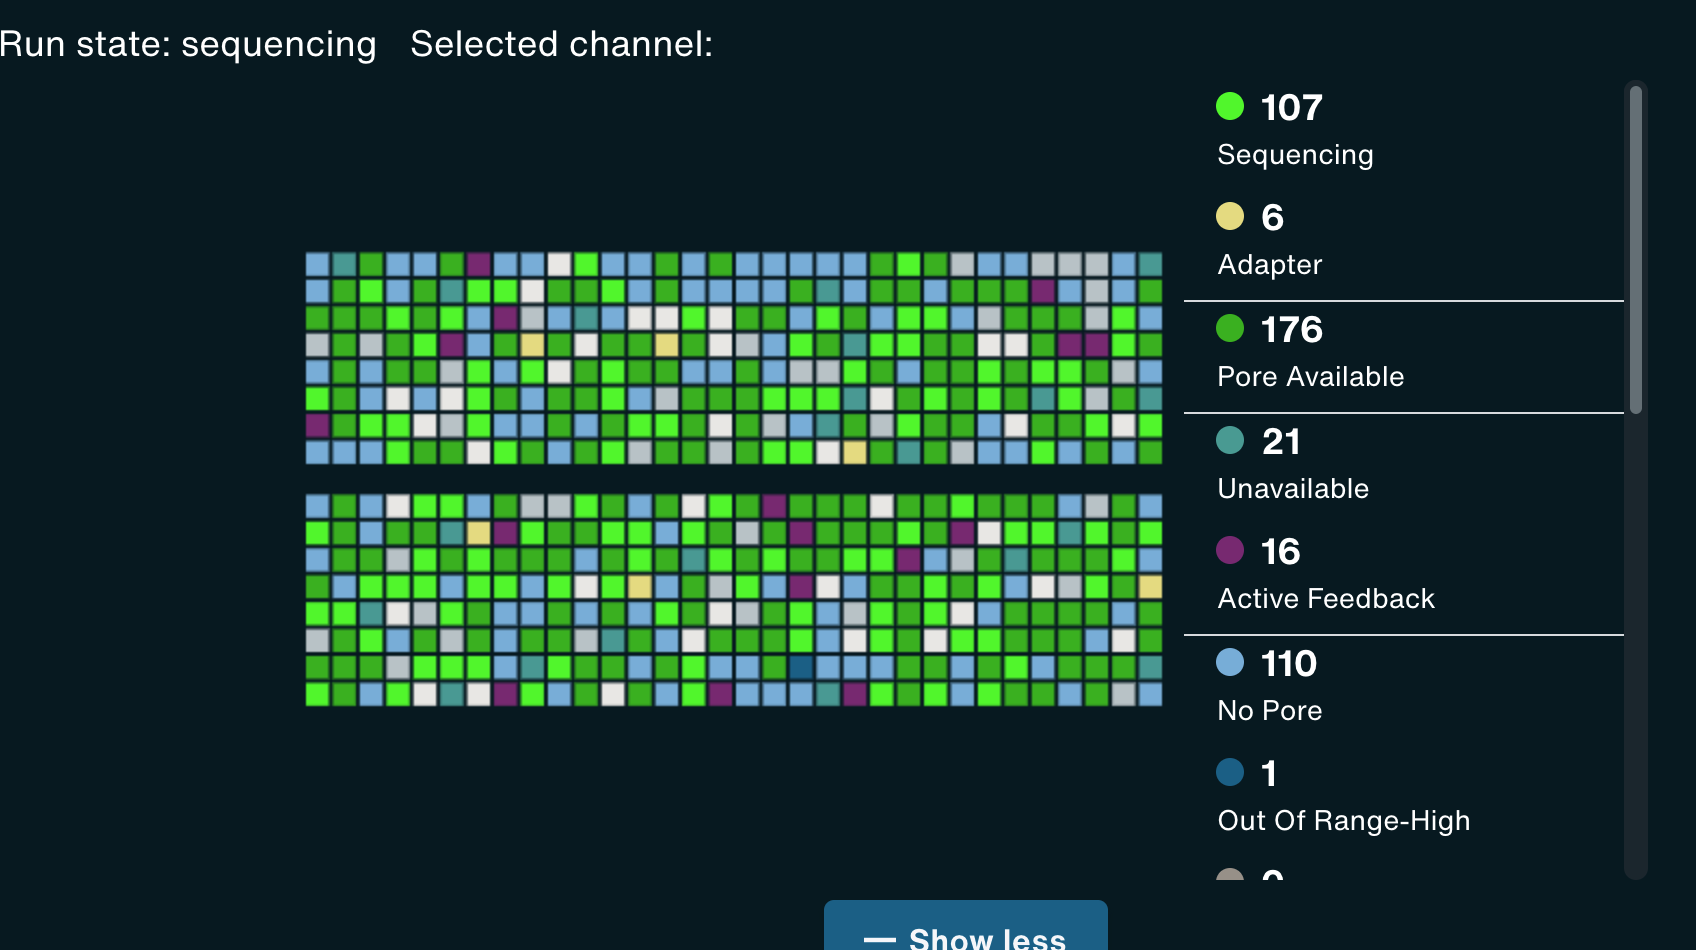 Run state: sequencing Selected channel:
107
Sequencing
6
Adapter
176
Pore Available
21
Unavailable
16
Active Feedback
110
No Pore
1
Out Of Range-High
— Show less